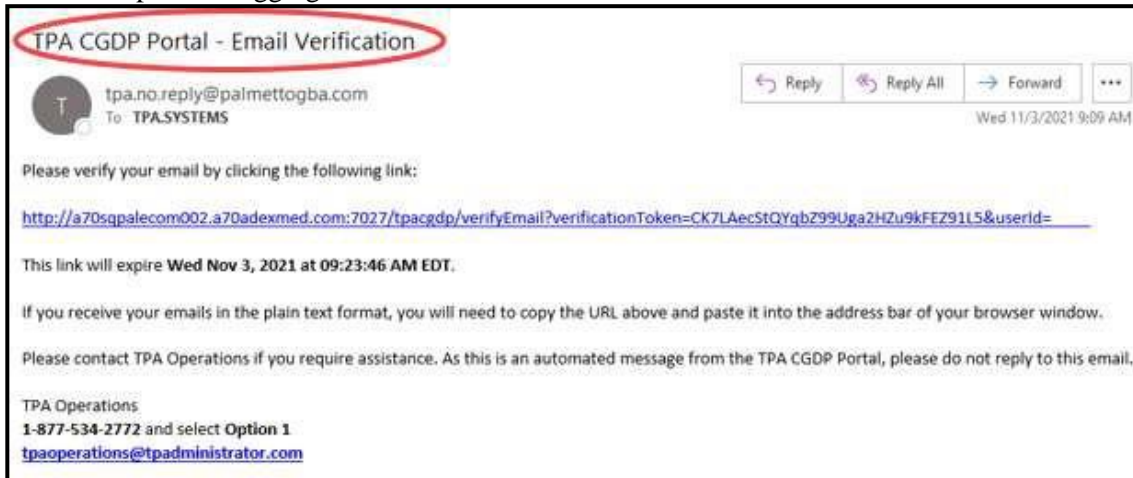 TPA CGDP Portal - Email Verification
T
tpa.no.reply@palmettogba.com
To TPA.SYSTEMS
Reply
Reply All
Forward
...
Wed 11/3/2021 9:09 AM
Please verify your email by clicking the following link:
http://a70sqpalecom002.a70adexmed.com:7027/tpacgdp/verifyEmail?verificationToken=CK7LAecStQYqbZ99Uga2HZu9kFEZ91L5&userId=
This link will expire Wed Nov 3, 2021 at 09:23:46 AM EDT.
If you receive your emails in the plain text format, you will need to copy the URL above and paste it into the address bar of your browser window.
Please contact TPA Operations if you require assistance. As this is an automated message from the TPA CGDP Portal, please do not reply to this email.
TPA Operations
1-877-534-2772 and select Option 1
tpaoperations@tpadministrator.com